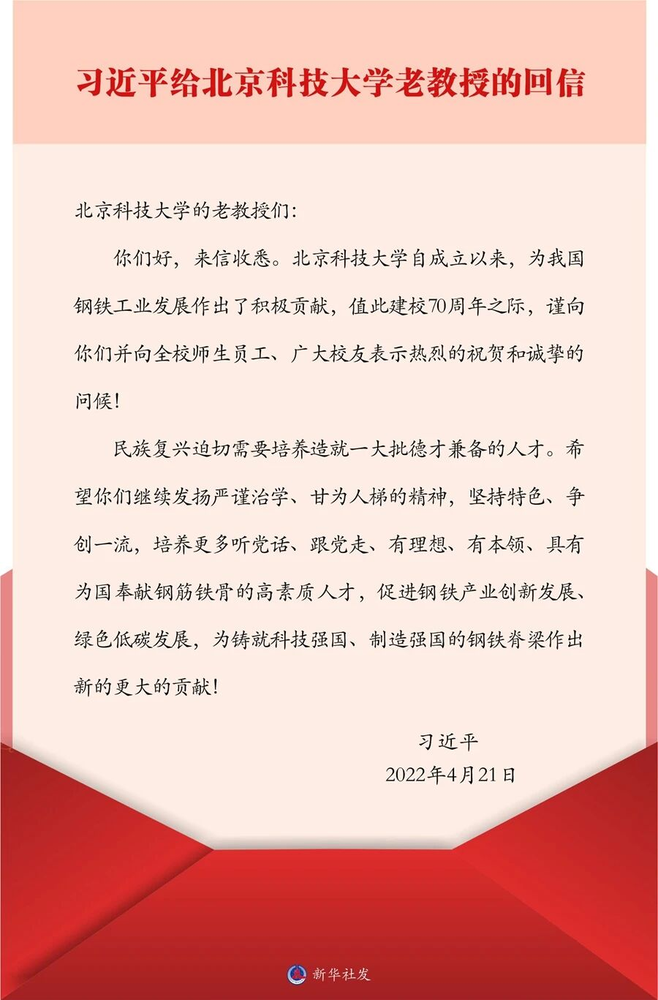 习近平给北京科技大学老教授的回信
北京科技大学的老教授们：
你们好，来信收悉。北京科技大学自成立以来，为我国
钢铁工业发展作出了积极贡献，值此建校70周年之际，谨向
你们并向全校师生员工、广大校友表示热烈的祝贺和诚挚的
问候！
民族复兴迫切需要培养造就一大批德才兼备的人才。希
望你们继续发扬严谨治学、甘为人梯的精神，坚持特色、争
创一流，培养更多听党话、跟党走、有理想、有本领、具有
为国奉献钢筋铁骨的高素质人才，促进钢铁产业创新发展、
绿色低碳发展，为铸就科技强国、制造强国的钢铁脊梁作出
新的更大的贡献！
习近平
2022年4月21日
新华社发